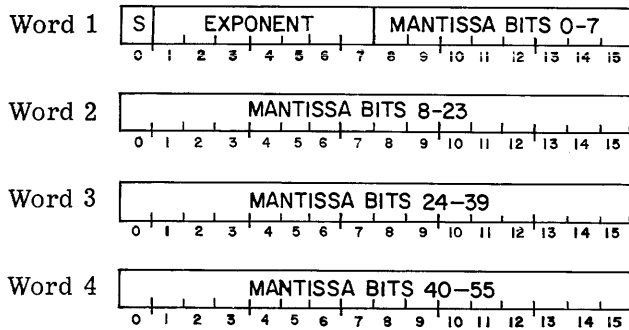 Word 1 S EXPONENT MANTISSA BITS 0-7
0 1 2 3 4 5 6 7 8 9 10 11 12 13 14 15
Word 2 MANTISSA BITS 8-23
0 1 2 3 4 5 6 7 8 9 10 11 12 13 14 15
Word 3 MANTISSA BITS 24-39
0 1 2 3 4 5 6 7 8 9 10 11 12 13 14 15
Word 4 MANTISSA BITS 40-55
0 1 2 3 4 5 6 7 8 9 10 11 12 13 14 15